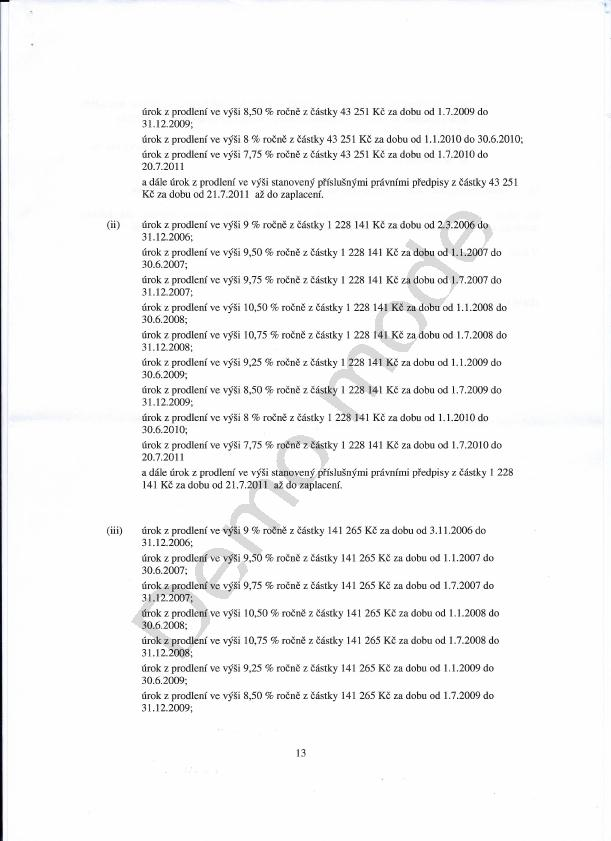 úrok z prodlení ve výši 8,50 % ročně z částky 43 251 Kč za dobu od 1.7.2009 do
31.12.2009;
úrok z prodlení ve výši 8 % ročně z částky 43 251 Kč za dobu od 1.1.2010 do 30.6.2010;
úrok z prodlení ve výši 7,75 % ročně z částky 43 251 Kč za dobu od 1.7.2010 do
20.7.2011
a dále úrok z prodlení ve výši stanovený příslušnými právními předpisy z částky 43 251
Kč za dobu od 21.7.2011 až do zaplacení.
(ii) úrok z prodlení ve výši 9 % ročně z částky 1 228 141 Kč za dobu od 2.3.2006 do
31.12.2006;
úrok z prodlení ve výši 9,50 % ročně z částky 1 228 141 Kč za dobu od 1.1.2007 do
30.6.2007;
úrok z prodlení ve výši 9,75 % ročně z částky 1 228 141 Kč za dobu od 1.7.2007 do
31.12.2007;
úrok z prodlení ve výši 10,50 % ročně z částky 1 228 141 Kč za dobu od 1.1.2008 do
30.6.2008;
úrok z prodlení ve výši 10,75 % ročně z částky 1 228 141 Kč za dobu od 1.7.2008 do
31.12.2008;
úrok z prodlení ve výši 9,25 % ročně z částky 1 228 141 Kč za dobu od 1.1.2009 do
30.6.2009;
úrok z prodlení ve výši 8,50 % ročně z částky 1 228 141 Kč za dobu od 1.7.2009 do
31.12.2009;
úrok z prodlení ve výši 8 % ročně z částky 1 228 141 Kč za dobu od 1.1.2010 do
30.6.2010;
úrok z prodlení ve výši 7,75 % ročně z částky 1 228 141 Kč za dobu od 1.7.2010 do
20.7.2011
a dále úrok z prodlení ve výši stanovený příslušnými právními předpisy z částky 1 228
141 Kč za dobu od 21.7.2011 až do zaplacení.
(iii) úrok z prodlení ve výši 9 % ročně z částky 141 265 Kč za dobu od 3.11.2006 do
31.12.2006;
úrok z prodlení ve výši 9,50 % ročně z částky 141 265 Kč za dobu od 1.1.2007 do
30.6.2007;
úrok z prodlení ve výši 9,75 % ročně z částky 141 265 Kč za dobu od 1.7.2007 do
31.12.2007;
úrok z prodlení ve výši 10,50 % ročně z částky 141 265 Kč za dobu od 1.1.2008 do
30.6.2008;
úrok z prodlení ve výši 10,75 % ročně z částky 141 265 Kč za dobu od 1.7.2008 do
31.12.2008;
úrok z prodlení ve výši 9,25 % ročně z částky 141 265 Kč za dobu od 1.1.2009 do
30.6.2009;
úrok z prodlení ve výši 8,50 % ročně z částky 141 265 Kč za dobu od 1.7.2009 do
31.12.2009;
13
Demo mode